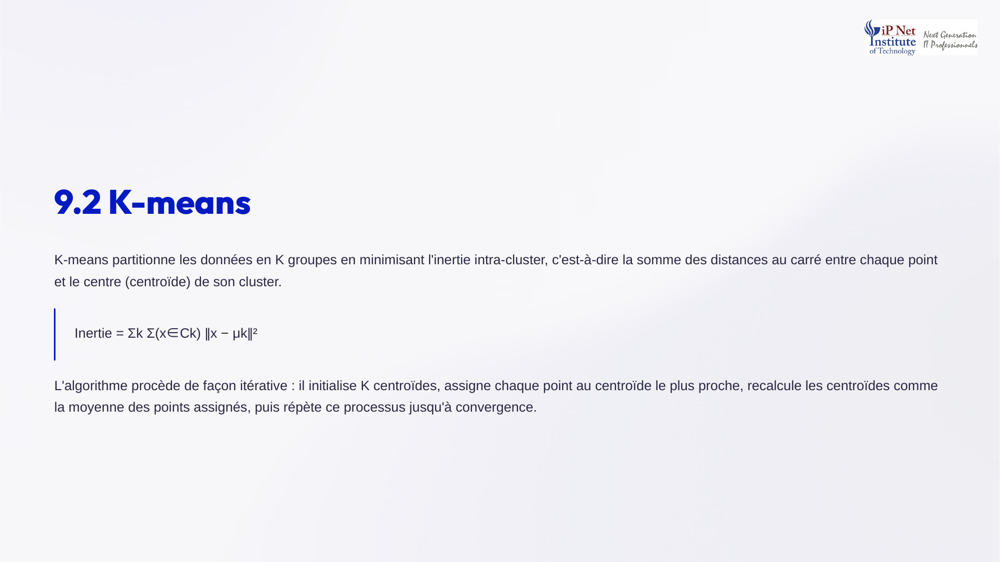 iP Net
Institute
of Technology
Next Generation
IT Professionnels
9.2 K-means
K-means partitionne les données en K groupes en minimisant l'inertie intra-cluster, c'est-à-dire la somme des distances au carré entre chaque point
et le centre (centroïde) de son cluster.
Inertie = Σk Σ(x∈Ck) ‖x − μk‖²
L'algorithme procède de façon itérative : il initialise K centroïdes, assigne chaque point au centroïde le plus proche, recalcule les centroïdes comme
la moyenne des points assignés, puis répète ce processus jusqu'à convergence.